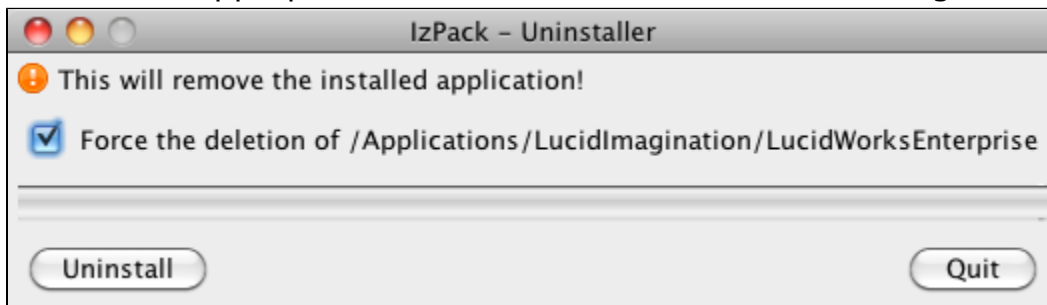 IzPack – Uninstaller
This will remove the installed application!
Force the deletion of /Applications/LucidImagination/LucidWorksEnterprise
Uninstall
Quit